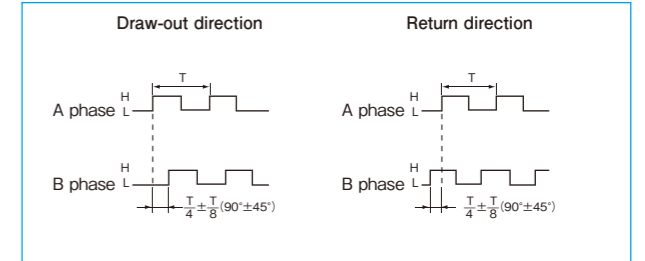 Draw-out direction
T
A phase H L
B phase H L
T/4 ± T/8 (90°±45°)
Return direction
T
A phase H L
B phase H L
T/4 ± T/8 (90°±45°)